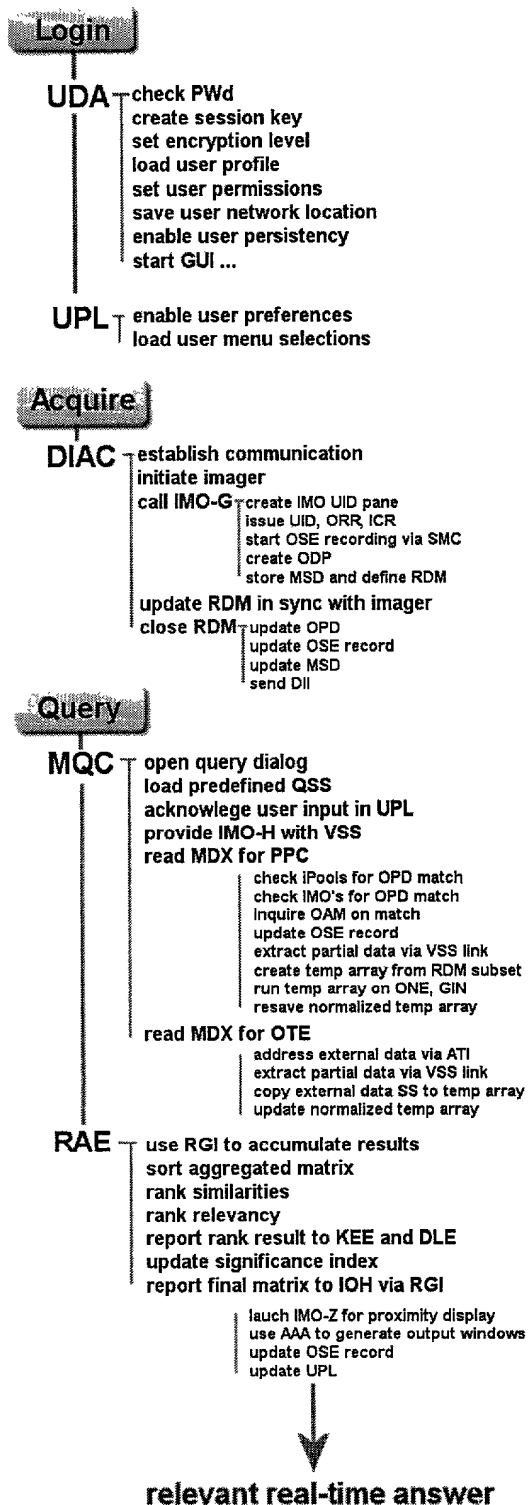 Login
UDA
check PWd
create session key
set encryption level
load user profile
set user permissions
save user network location
enable user persistency
start GUI ...
UPL
enable user preferences
load user menu selections
Acquire
DIAC
establish communication
initiate imager
call IMO-G
create IMO UID pane
issue UID, ORR, ICR
start OSE recording via SMC
create ODP
store MSD and define RDM
update RDM in sync with imager
close RDM
update OPD
update OSE record
update MSD
send DII
Query
MQC
open query dialog
load predefined QSS
acknowlege user input in UPL
provide IMO-H with VSS
read MDX for PPC
check iPools for OPD match
check IMO's for OPD match
inquire OAM on match
update OSE record
extract partial data via VSS link
create temp array from RDM subset
run temp array on ONE, GIN
resave normalized temp array
read MDX for OTE
address external data via ATI
extract partial data via VSS link
copy external data SS to temp array
update normalized temp array
RAE
use RGI to accumulate results
sort aggregated matrix
rank similarities
rank relevancy
report rank result to KEE and DLE
update significance index
report final matrix to IOH via RGI
lauch IMO-Z for proximity display
use AAA to generate output windows
update OSE record
update UPL
relevant real-time answer